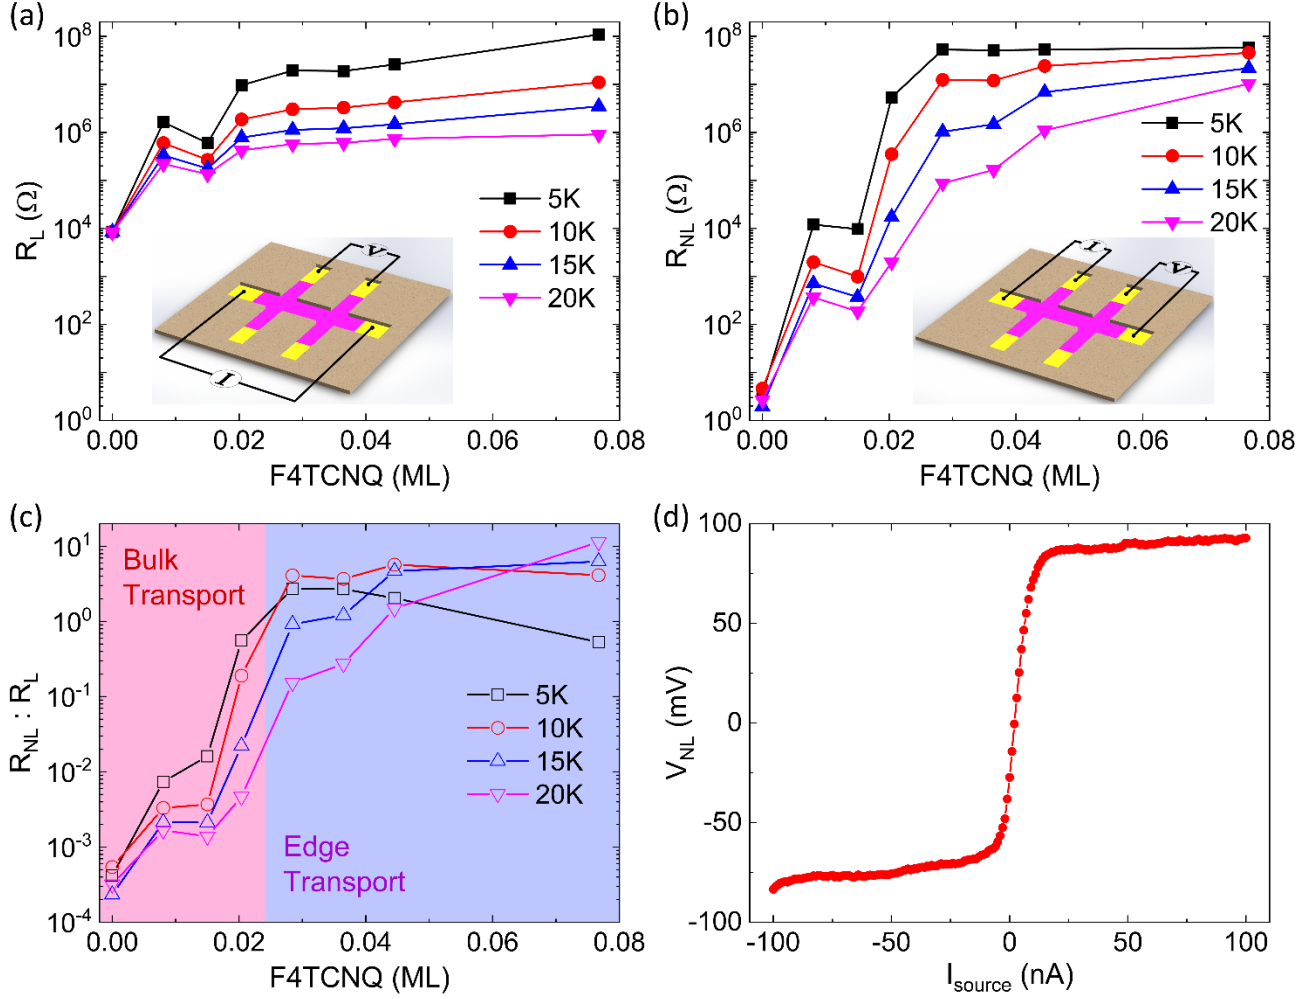 (a)
10^8
10^6
10^4
10^2
10^0
R_L (Ω)
5K
10K
15K
20K
V
I
0.00 0.02 0.04 0.06 0.08
F4TCNQ (ML)
(b)
10^8
10^6
10^4
10^2
10^0
R_NL (Ω)
5K
10K
15K
20K
I
V
0.00 0.02 0.04 0.06 0.08
F4TCNQ (ML)
(c)
10^1
10^0
10^-1
10^-2
10^-3
10^-4
R_NL : R_L
Bulk
Transport
5K
10K
15K
20K
Edge
Transport
0.00 0.02 0.04 0.06 0.08
F4TCNQ (ML)
(d)
100
50
0
-50
-100
V_NL (mV)
-100 -50 0 50 100
I_source (nA)